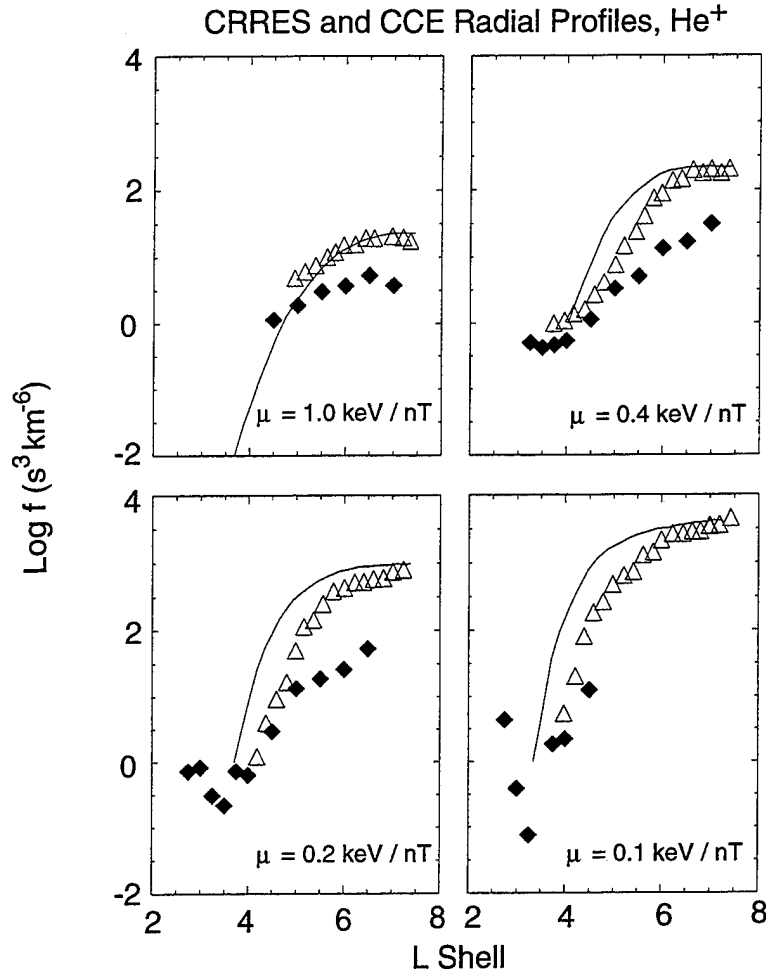 CRRES and CCE Radial Profiles, He+
4
2
0
-2
μ = 1.0 keV / nT
μ = 0.4 keV / nT
Log f (s³ km⁻⁶)
4
2
0
-2
μ = 0.2 keV / nT
μ = 0.1 keV / nT
2 4 6 2 4 6 8
L Shell